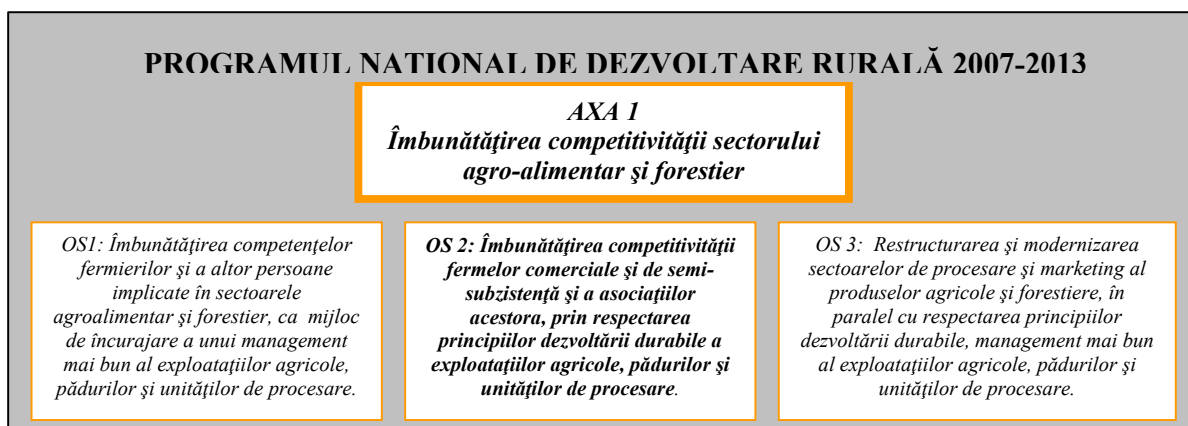 PROGRAMUL NAŢIONAL DE DEZVOLTARE RURALĂ 2007-2013
AXA 1
Îmbunătăţirea competitivităţii sectorului
agro-alimentar şi forestier
OS1: Îmbunătăţirea competenţelor
fermierilor şi a altor persoane
implicate în sectoarele
agroalimentar şi forestier, ca mijloc
de încurajare a unui management
mai bun al exploataţiilor agricole,
pădurilor şi unităţilor de procesare.
OS 2: Îmbunătăţirea competitivităţii
fermelor comerciale şi de semi-
subzistenţă şi a asociaţiilor
acestora, prin respectarea
principiilor dezvoltării durabile a
exploataţiilor agricole, pădurilor şi
unităţilor de procesare.
OS 3: Restructurarea şi modernizarea
sectoarelor de procesare şi marketing al
produselor agricole şi forestiere, în
paralel cu respectarea principiilor
dezvoltării durabile, management mai bun
al exploataţiilor agricole, pădurilor şi
unităţilor de procesare.